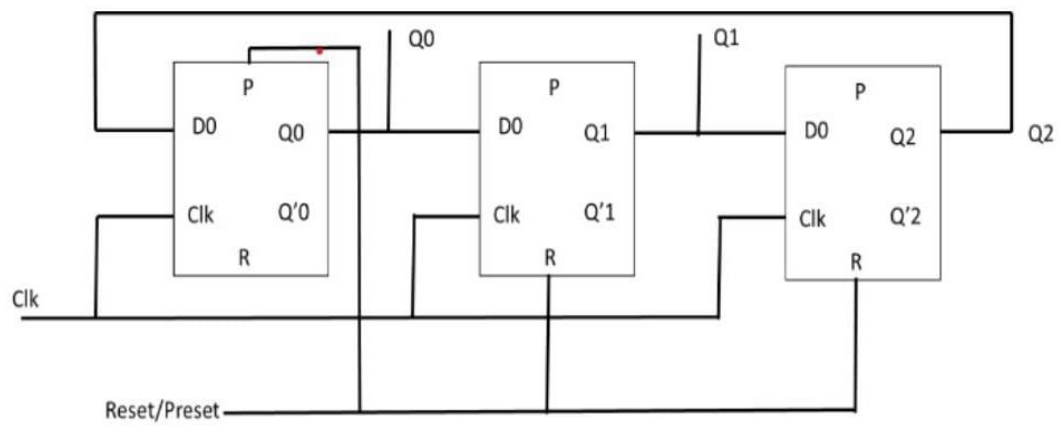 Q0 Q1
P P P
D0 Q0 D0 Q1 D0 Q2 Q2
Clk Q'0 Clk Q'1 Clk Q'2
R R R
Clk
Reset/Preset